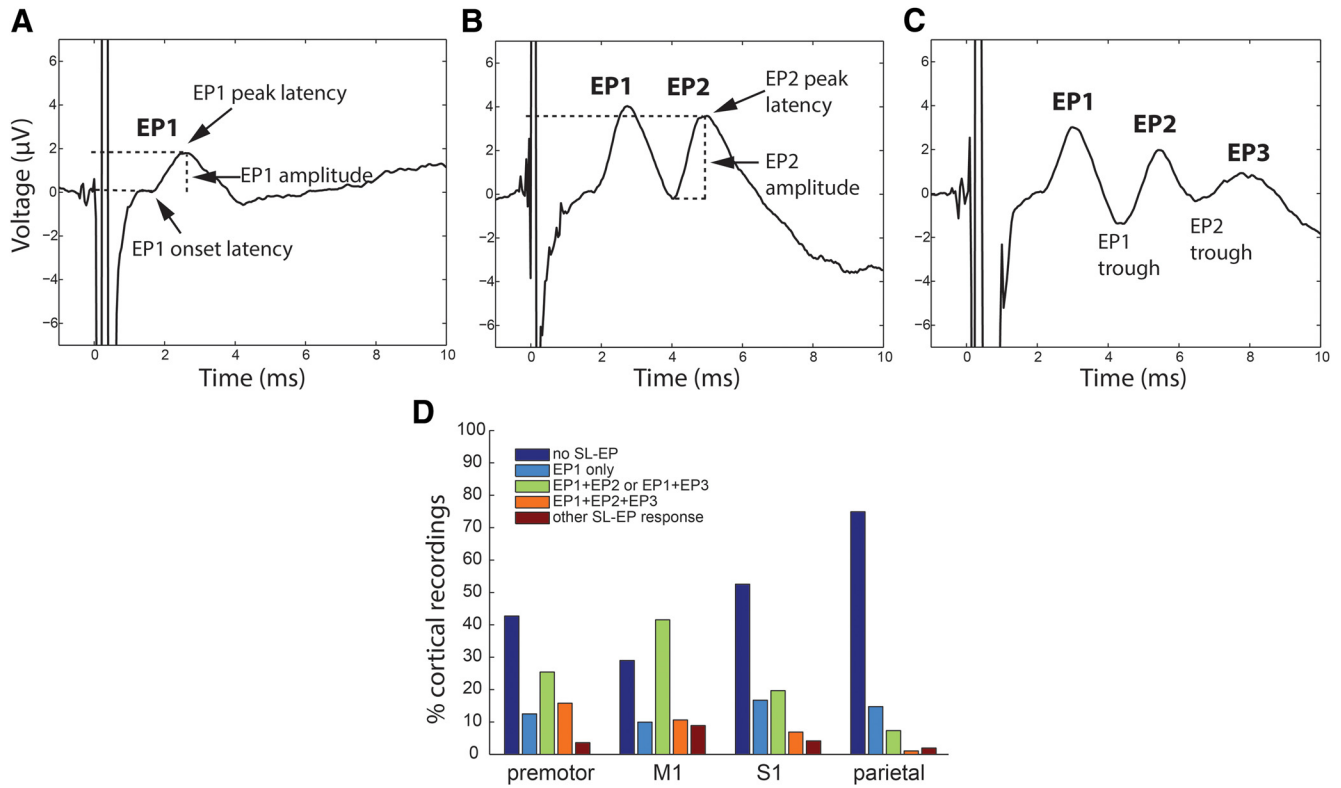 A
Voltage (µV)
6
4
2
0
−2
−4
−6
EP1 peak latency
EP1
EP1 amplitude
EP1 onset latency
0
2
4
6
8
10
Time (ms)
B
6
4
2
0
−2
−4
−6
EP1
EP2
EP2 peak
latency
EP2
amplitude
0
2
4
6
8
10
Time (ms)
C
6
4
2
0
−2
−4
−6
EP1
EP2
EP3
EP1
trough
EP2
trough
0
2
4
6
8
10
Time (ms)
D
% cortical recordings
100
90
80
70
60
50
40
30
20
10
0
no SL-EP
EP1 only
EP1+EP2 or EP1+EP3
EP1+EP2+EP3
other SL-EP response
premotor
M1
S1
parietal